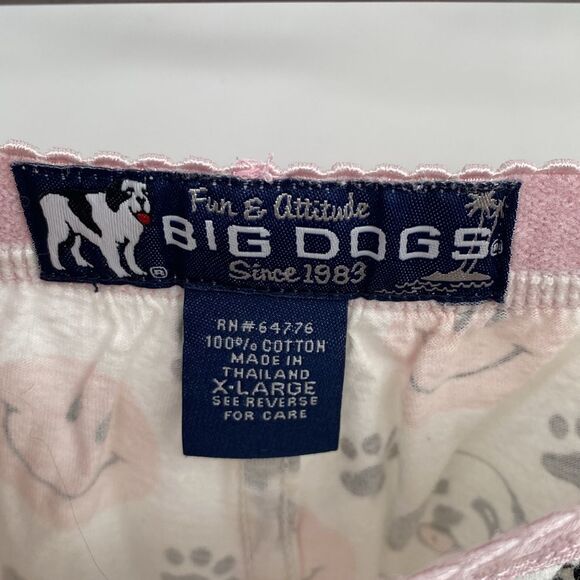 Fun & Attitude
BIG DOGS®
Since 1983
®
RN#64776
100% COTTON
MADE IN
THAILAND
X-LARGE
SEE REVERSE
FOR CARE